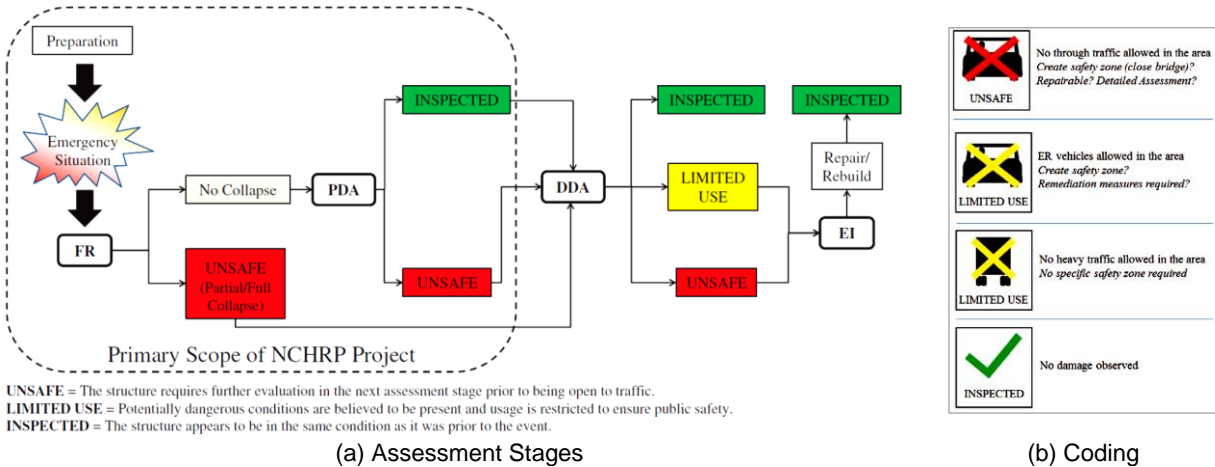 Preparation
Emergency
Situation
FR
No Collapse
UNSAFE
(Partial/Full
Collapse)
PDA
INSPECTED
UNSAFE
Primary Scope of NCHRP Project
DDA
INSPECTED
LIMITED
USE
UNSAFE
INSPECTED
Repair/
Rebuild
EI
UNSAFE = The structure requires further evaluation in the next assessment stage prior to being open to traffic.
LIMITED USE = Potentially dangerous conditions are believed to be present and usage is restricted to ensure public safety.
INSPECTED = The structure appears to be in the same condition as it was prior to the event.
(a) Assessment Stages
UNSAFE
No through traffic allowed in the area
Create safety zone (close bridge)?
Repatrable? Detailed Assessment?
LIMITED USE
ER vehicles allowed in the area
Create safety zone?
Remediation measures required?
LIMITED USE
No heavy traffic allowed in the area
No specific safety zone required
INSPECTED
No damage observed
(b) Coding